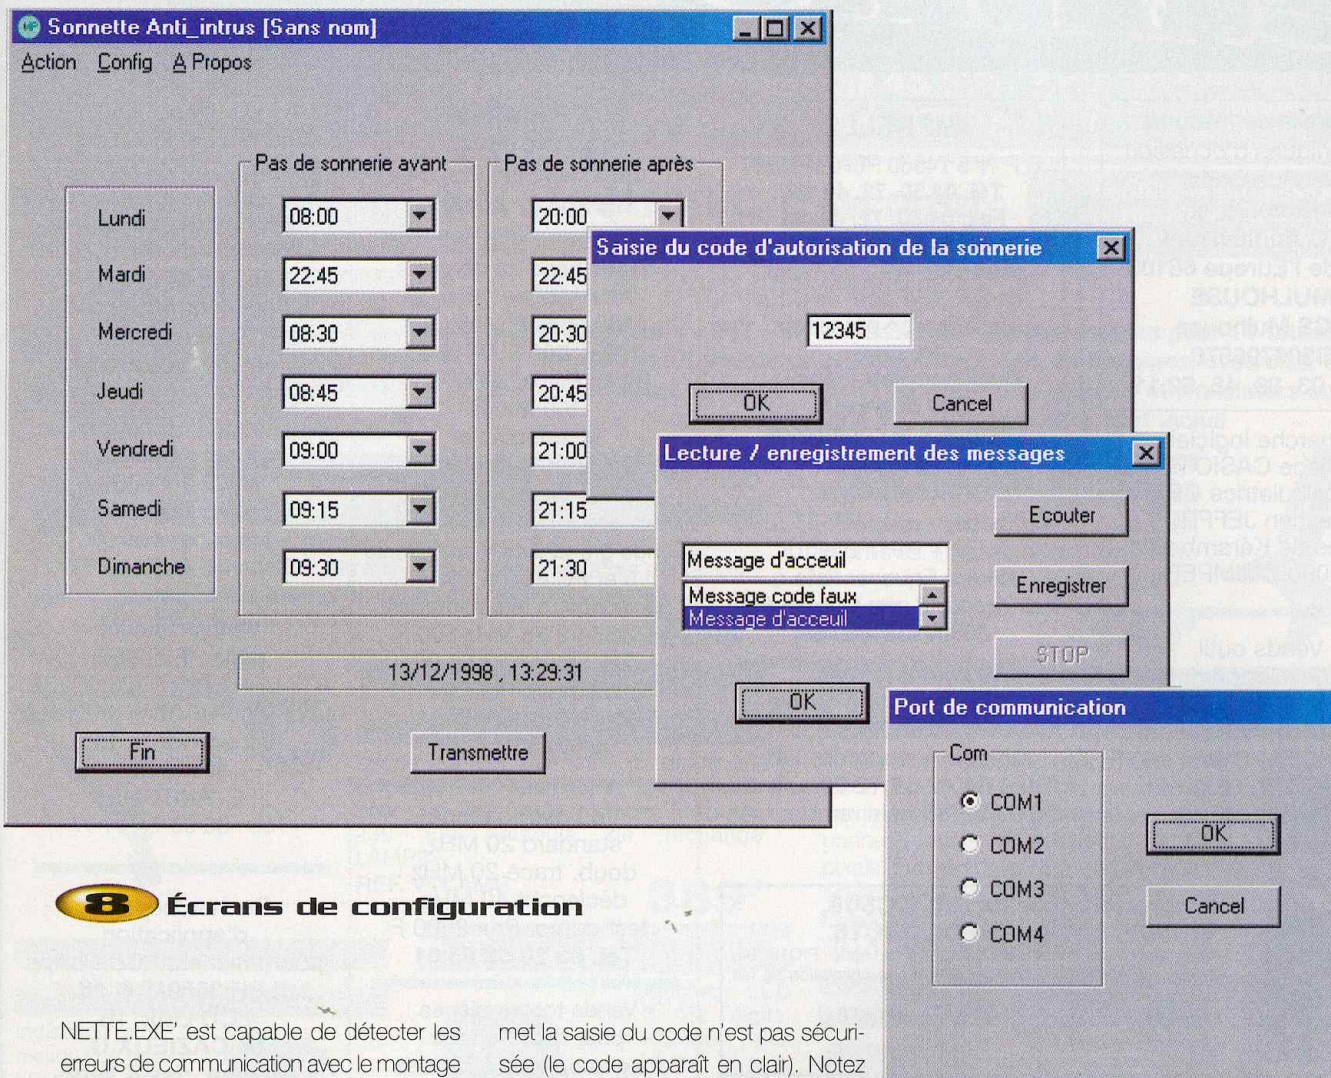 Sonnette Anti_intrus [Sans nom]
Action Config A Propos
Pas de sonnerie avant
Pas de sonnerie après
Lundi 08:00 20:00
Mardi 22:45 22:45
Mercredi 08:30 20:30
Jeudi 08:45 20:45
Vendredi 09:00 21:00
Samedi 09:15 21:15
Dimanche 09:30 21:30
13/12/1998 , 13:29:31
Fin Transmettre
Saisie du code d'autorisation de la sonnerie
12345
OK Cancel
Lecture / enregistrement des messages
Ecouter
Message d'acceuil
Enregistrer
Message code faux
Message d'acceuil
STOP
OK
Port de communication
Com
COM1
COM2
COM3
COM4
OK
Cancel
8 Écrans de configuration
NETTE.EXE' est capable de détecter les
erreurs de communication avec le montage
met la saisie du code n'est pas sécuri-
sée (le code apparaît en clair). Notez